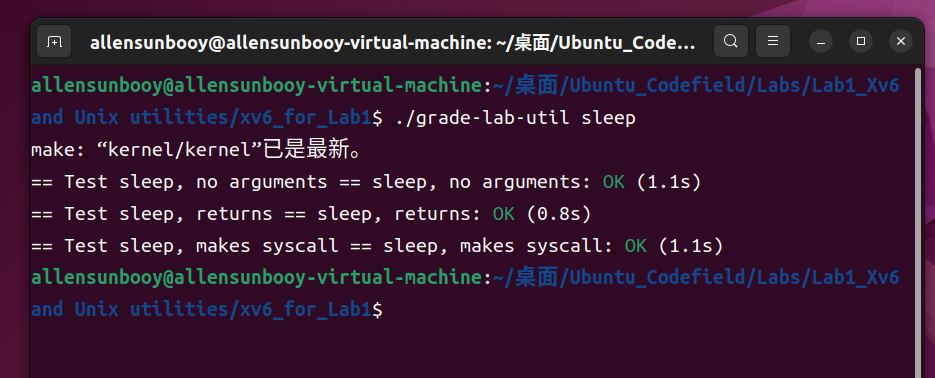 allensunbooy@allensunbooy-virtual-machine: ~/桌面/Ubuntu_Code...
allensunbooy@allensunbooy-virtual-machine:~/桌面/Ubuntu_Codefield/Labs/Lab1_Xv6
and Unix utilities/xv6_for_Lab1$ ./grade-lab-util sleep
make: “kernel/kernel”已是最新。
== Test sleep, no arguments == sleep, no arguments: OK (1.1s)
== Test sleep, returns == sleep, returns: OK (0.8s)
== Test sleep, makes syscall == sleep, makes syscall: OK (1.1s)
allensunbooy@allensunbooy-virtual-machine:~/桌面/Ubuntu_Codefield/Labs/Lab1_Xv6
and Unix utilities/xv6_for_Lab1$